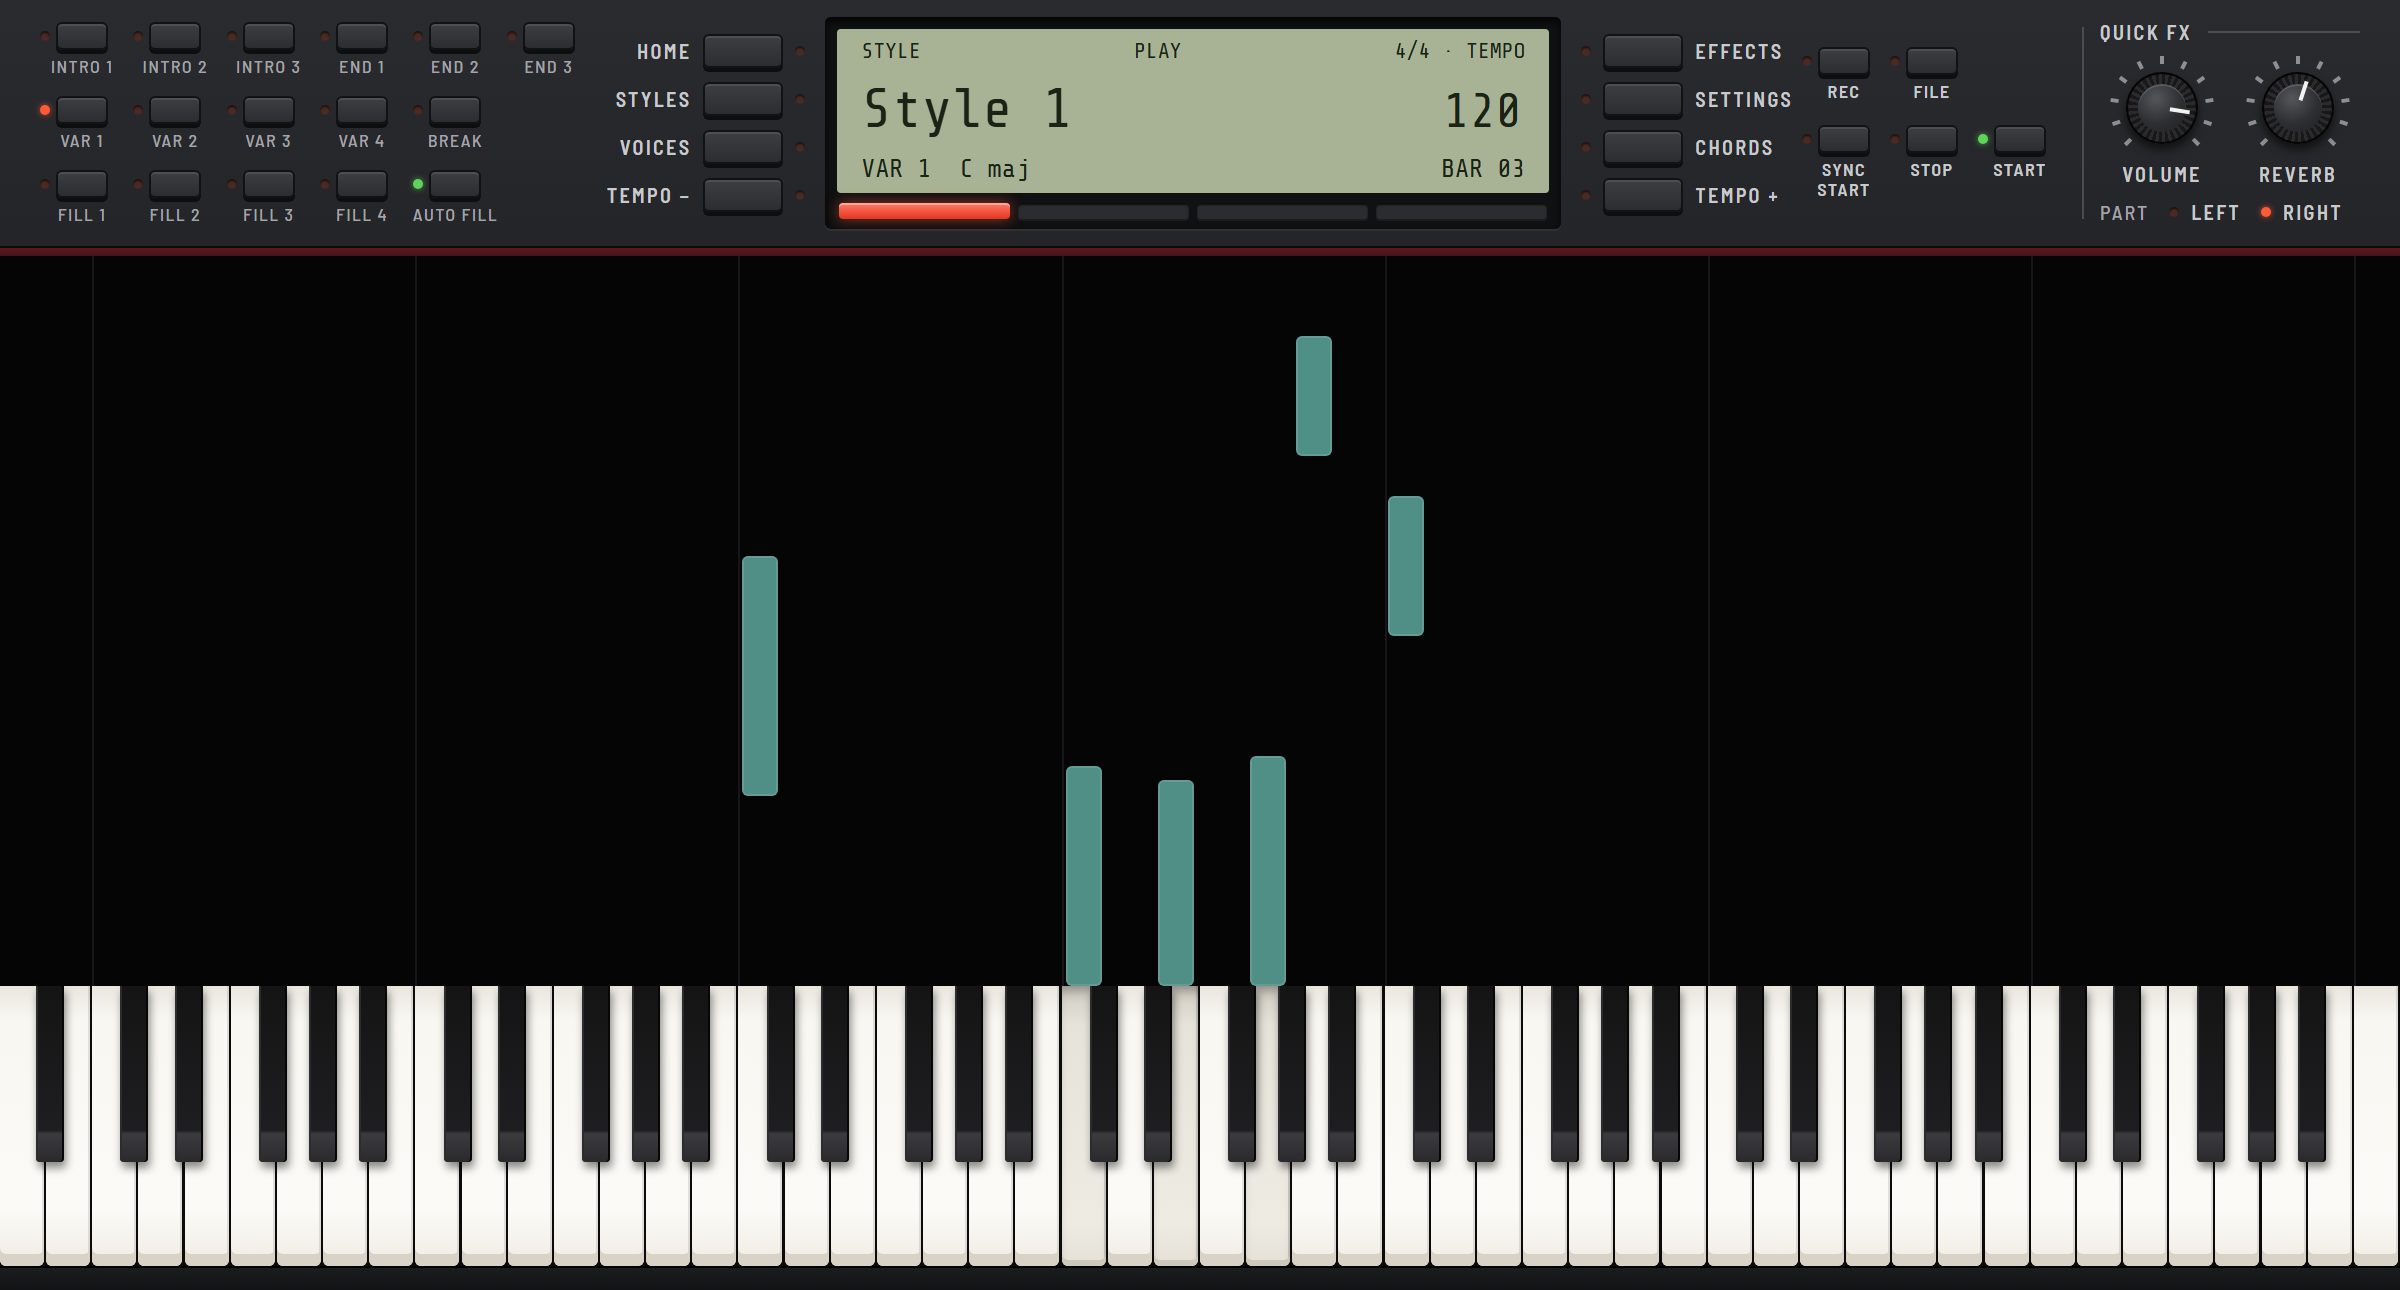 INTRO 1 INTRO 2 INTRO 3 END 1 END 2 END 3
VAR 1 VAR 2 VAR 3 VAR 4 BREAK
FILL 1 FILL 2 FILL 3 FILL 4 AUTO FILL
HOME
STYLES
VOICES
TEMPO −
STYLE PLAY 4/4 · TEMPO
Style 1 120
VAR 1 C maj BAR 03
EFFECTS
SETTINGS
CHORDS
TEMPO +
REC FILE
SYNC START STOP START
QUICK FX
VOLUME REVERB
PART LEFT RIGHT